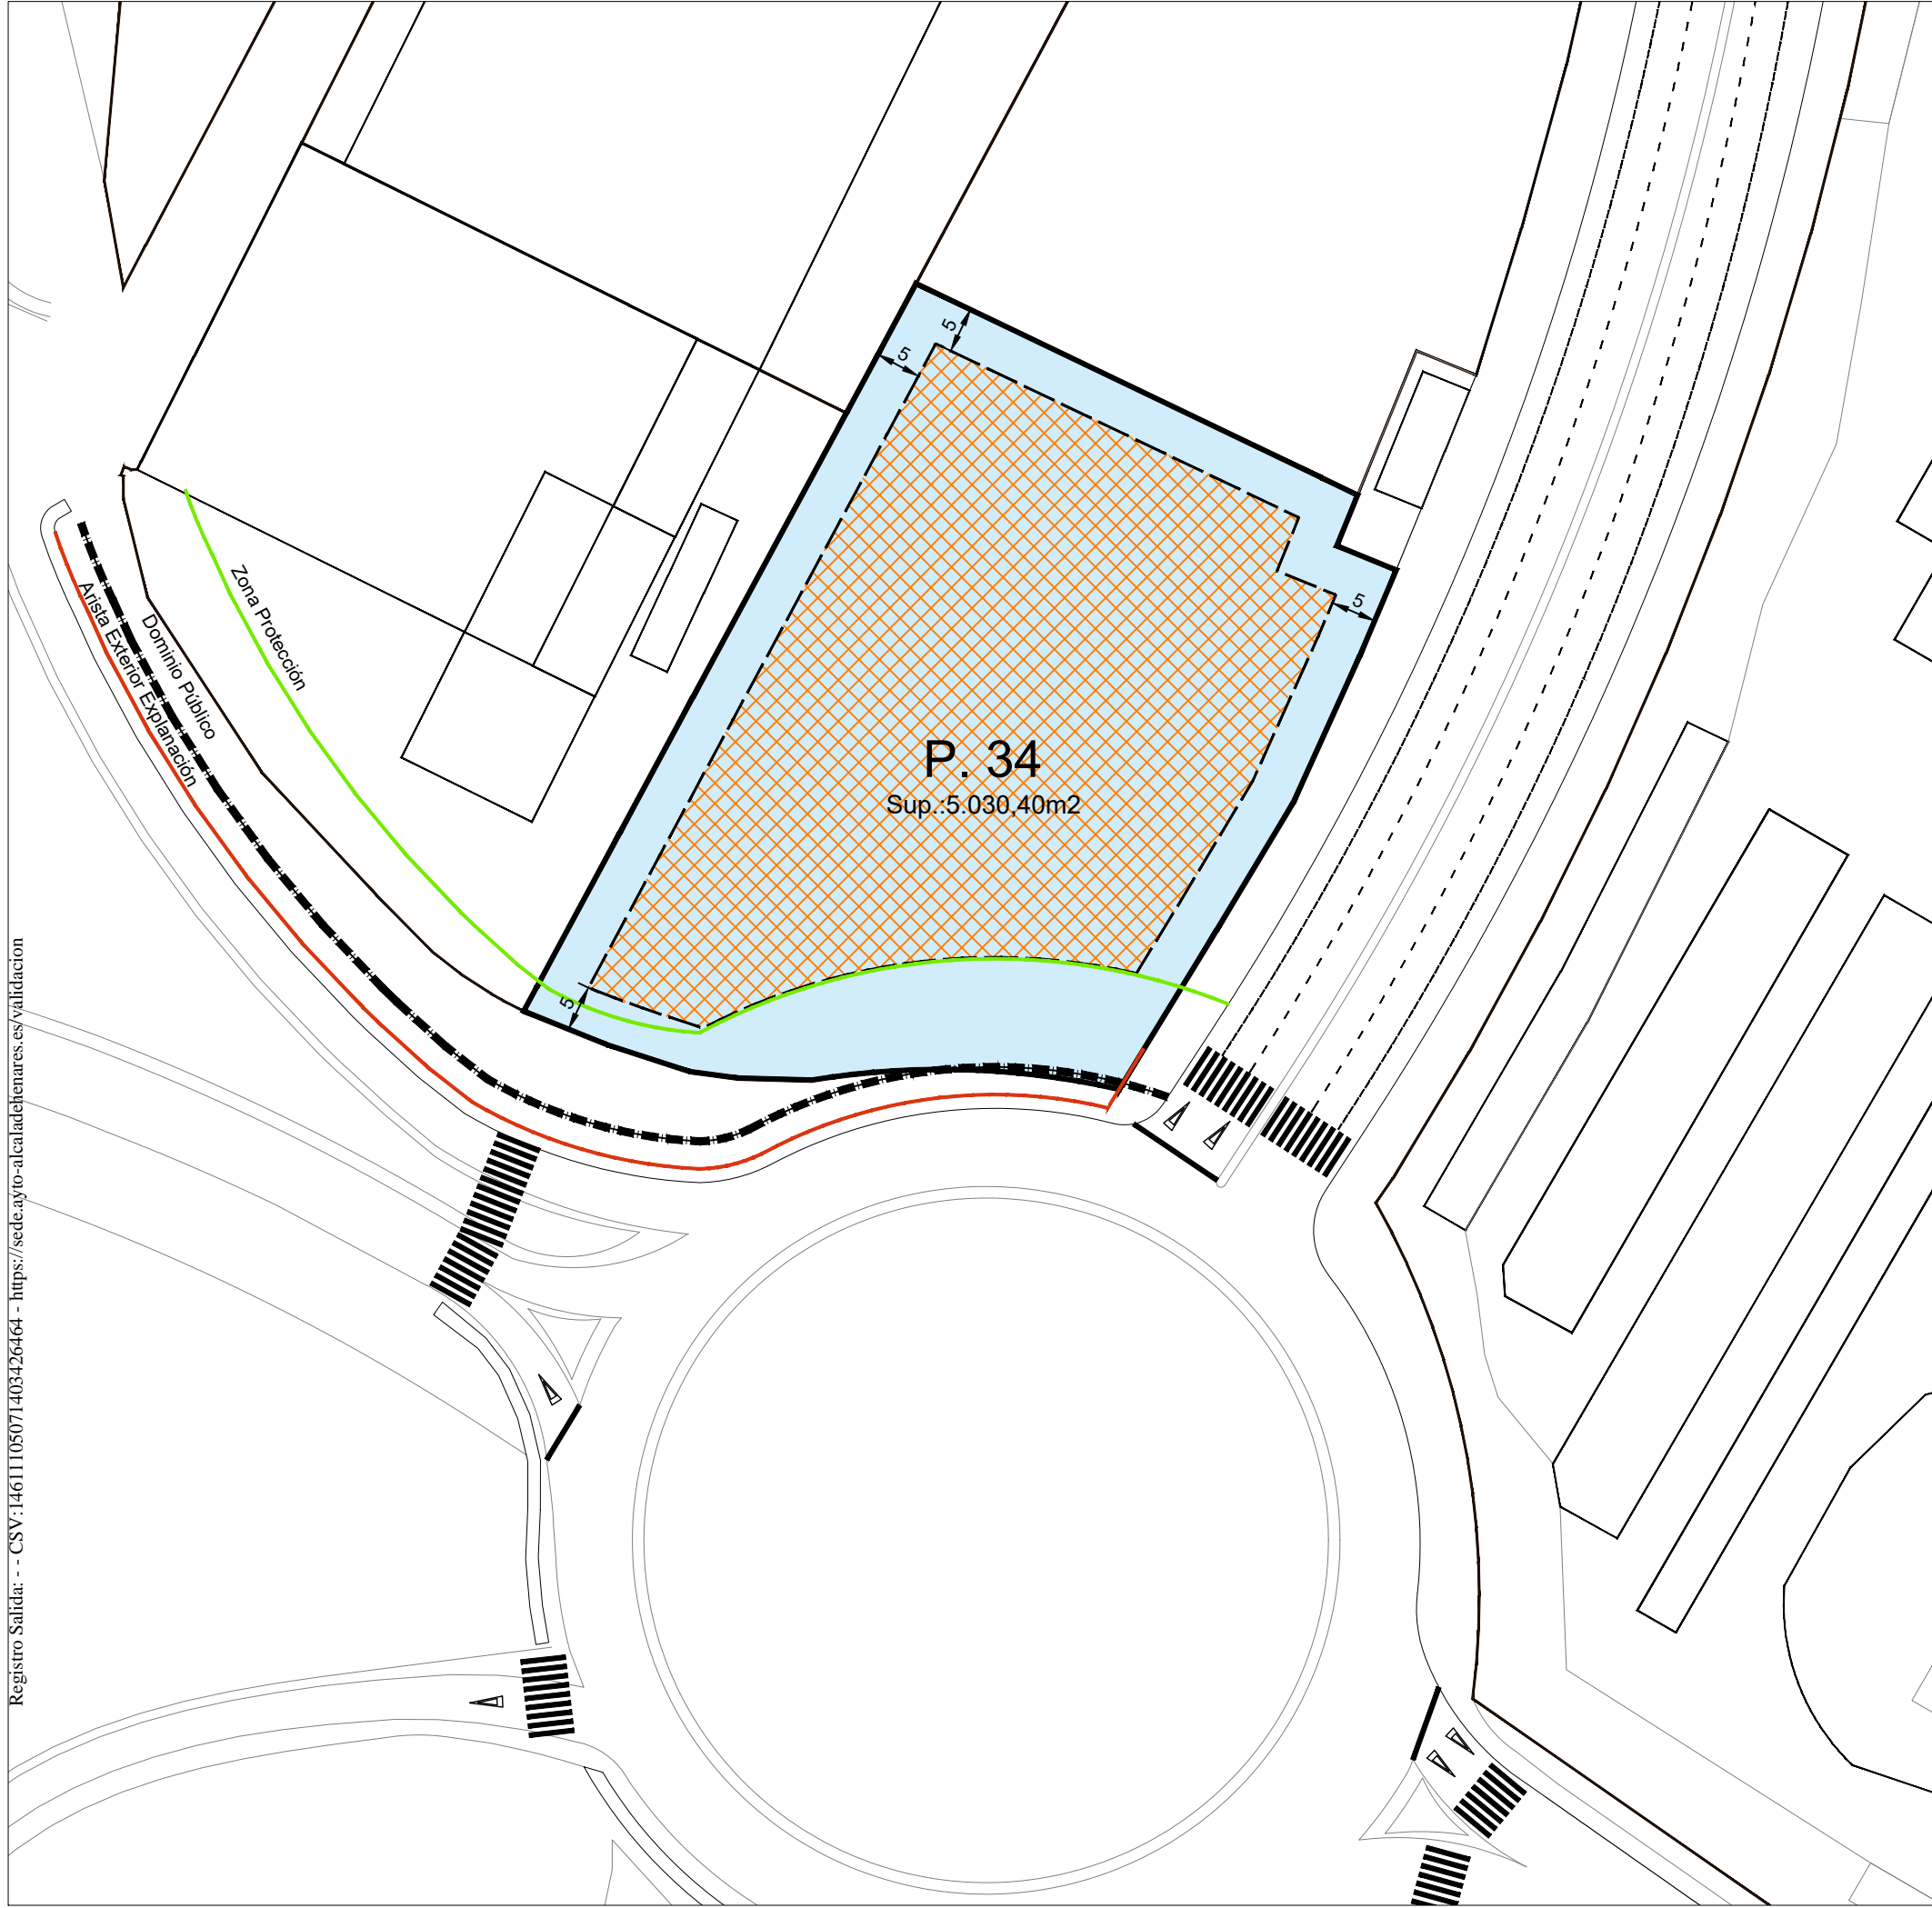 5
5
5
Zona Protección
Dominio Público
Arista Exterior Explanación
P. 34
Sup.:5.030,40m2
5
Registro Salida: - - CSV:14611105071403426464 - https://sede.ayto-alcaladehenares.es/validacion